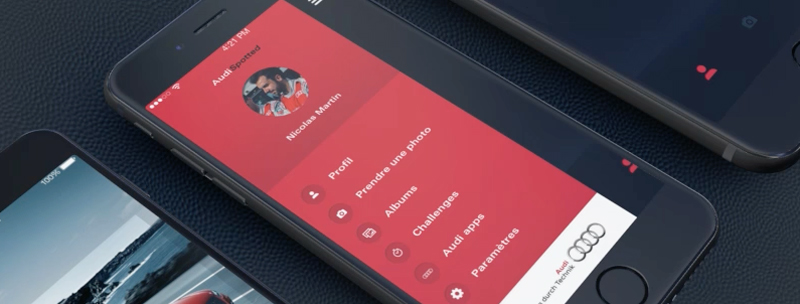 4:21 PM
Audi Spotted
Nicolas Martin
Profil
Prendre une photo
Albums
Challenges
Audi apps
Paramètres
Audi
durch Technik
100%